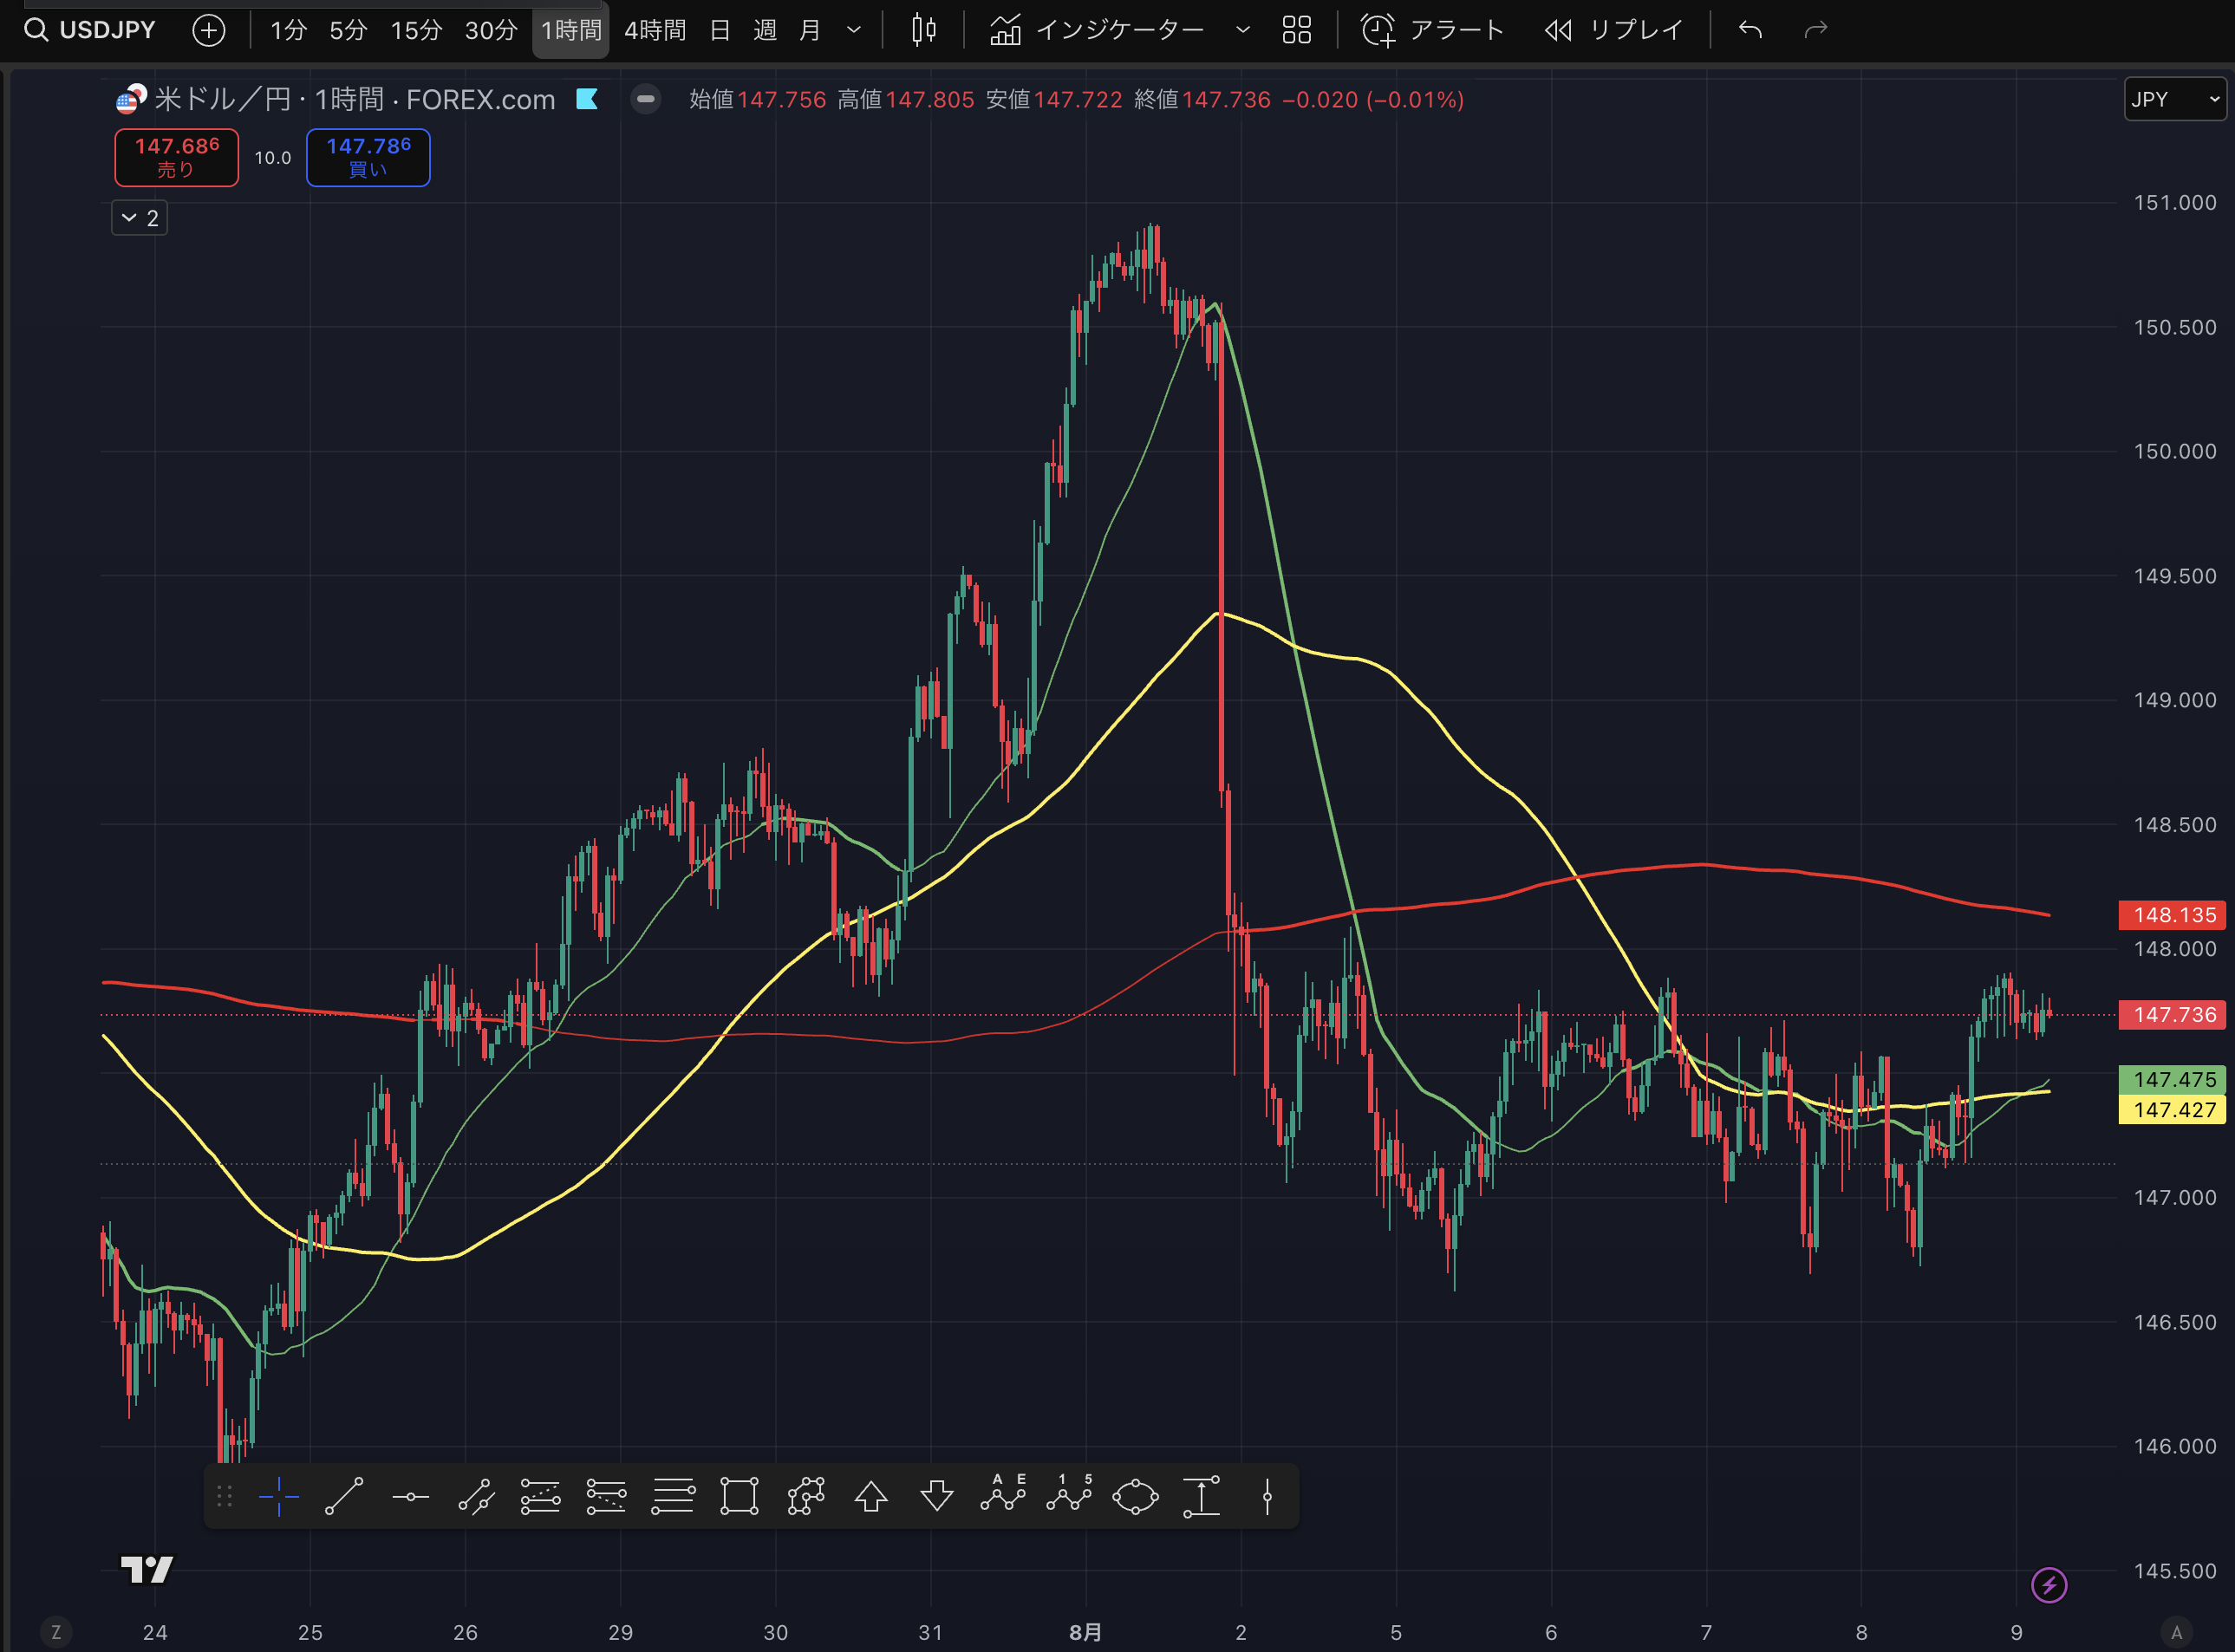 USDJPY 1分 5分 15分 30分 1時間 4時間 日 週 月 インジケーター アラート リプレイ
米ドル／円 · 1時間 · FOREX.com 始値147.756 高値147.805 安値147.722 終値147.736 −0.020 (−0.01%) JPY
147.686 10.0 147.786
売り 買い
2
151.000
150.500
150.000
149.500
149.000
148.500
148.135
148.000
147.736
147.475
147.427
147.000
146.500
146.000
A E 1 5
145.500
Z 24 25 26 29 30 31 8月 2 5 6 7 8 9 A